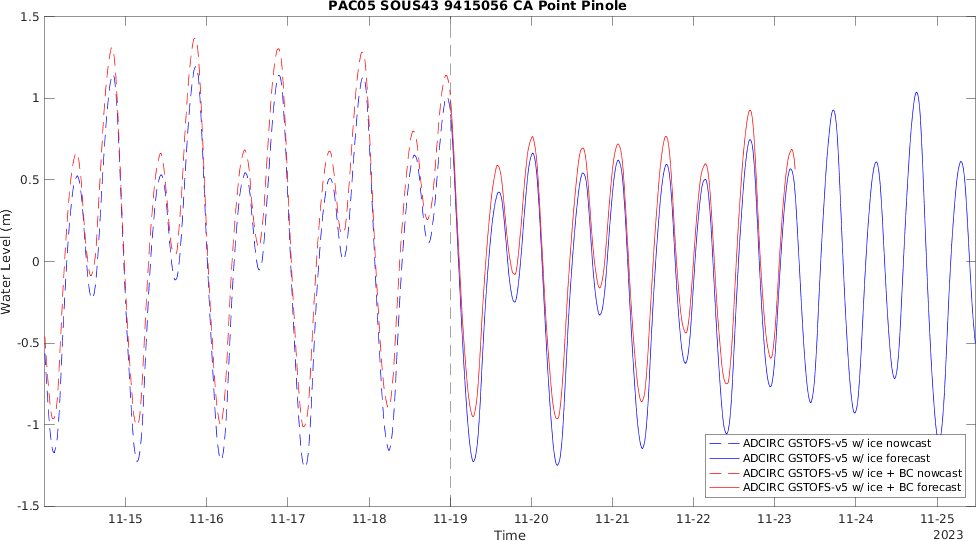 PAC05 SOUS43 9415056 CA Point Pinole
1.5
1
0.5
0
-0.5
-1
-1.5
Water Level (m)
11-15
11-16
11-17
11-18
11-19
11-20
11-21
11-22
11-23
11-24
11-25
Time
2023
ADCIRC GSTOFS-v5 w/ ice nowcast
ADCIRC GSTOFS-v5 w/ ice forecast
ADCIRC GSTOFS-v5 w/ ice + BC nowcast
ADCIRC GSTOFS-v5 w/ ice + BC forecast